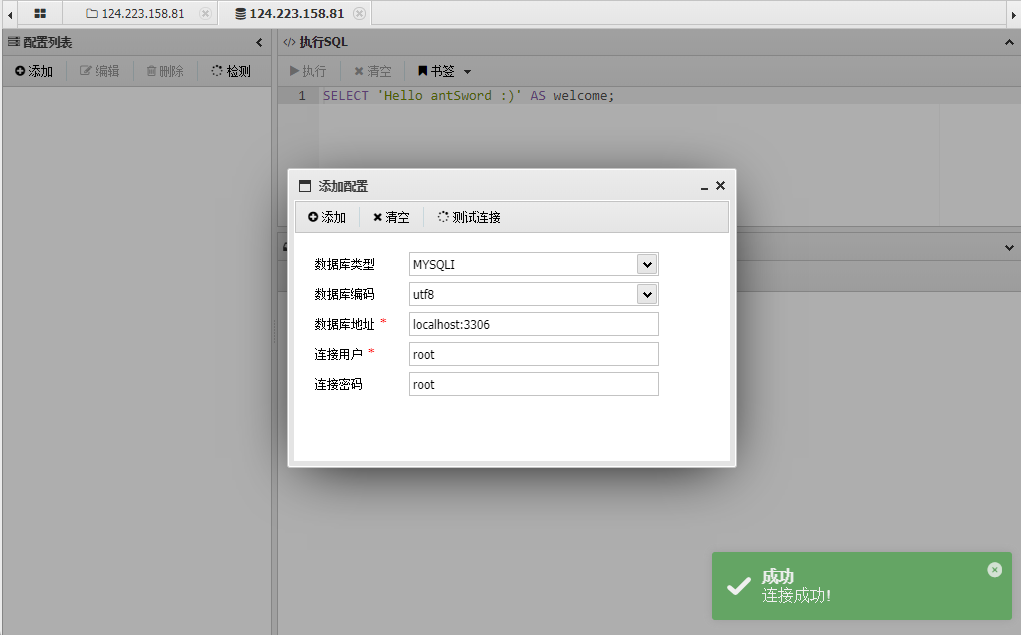 124.223.158.81
124.223.158.81
配置列表
添加 编辑 删除 检测
执行SQL
执行 清空 书签
1 SELECT 'Hello antSword :)' AS welcome;
添加配置
添加 清空 测试连接
数据库类型 MYSQLI
数据库编码 utf8
数据库地址 * localhost:3306
连接用户 * root
连接密码 root
成功
连接成功!